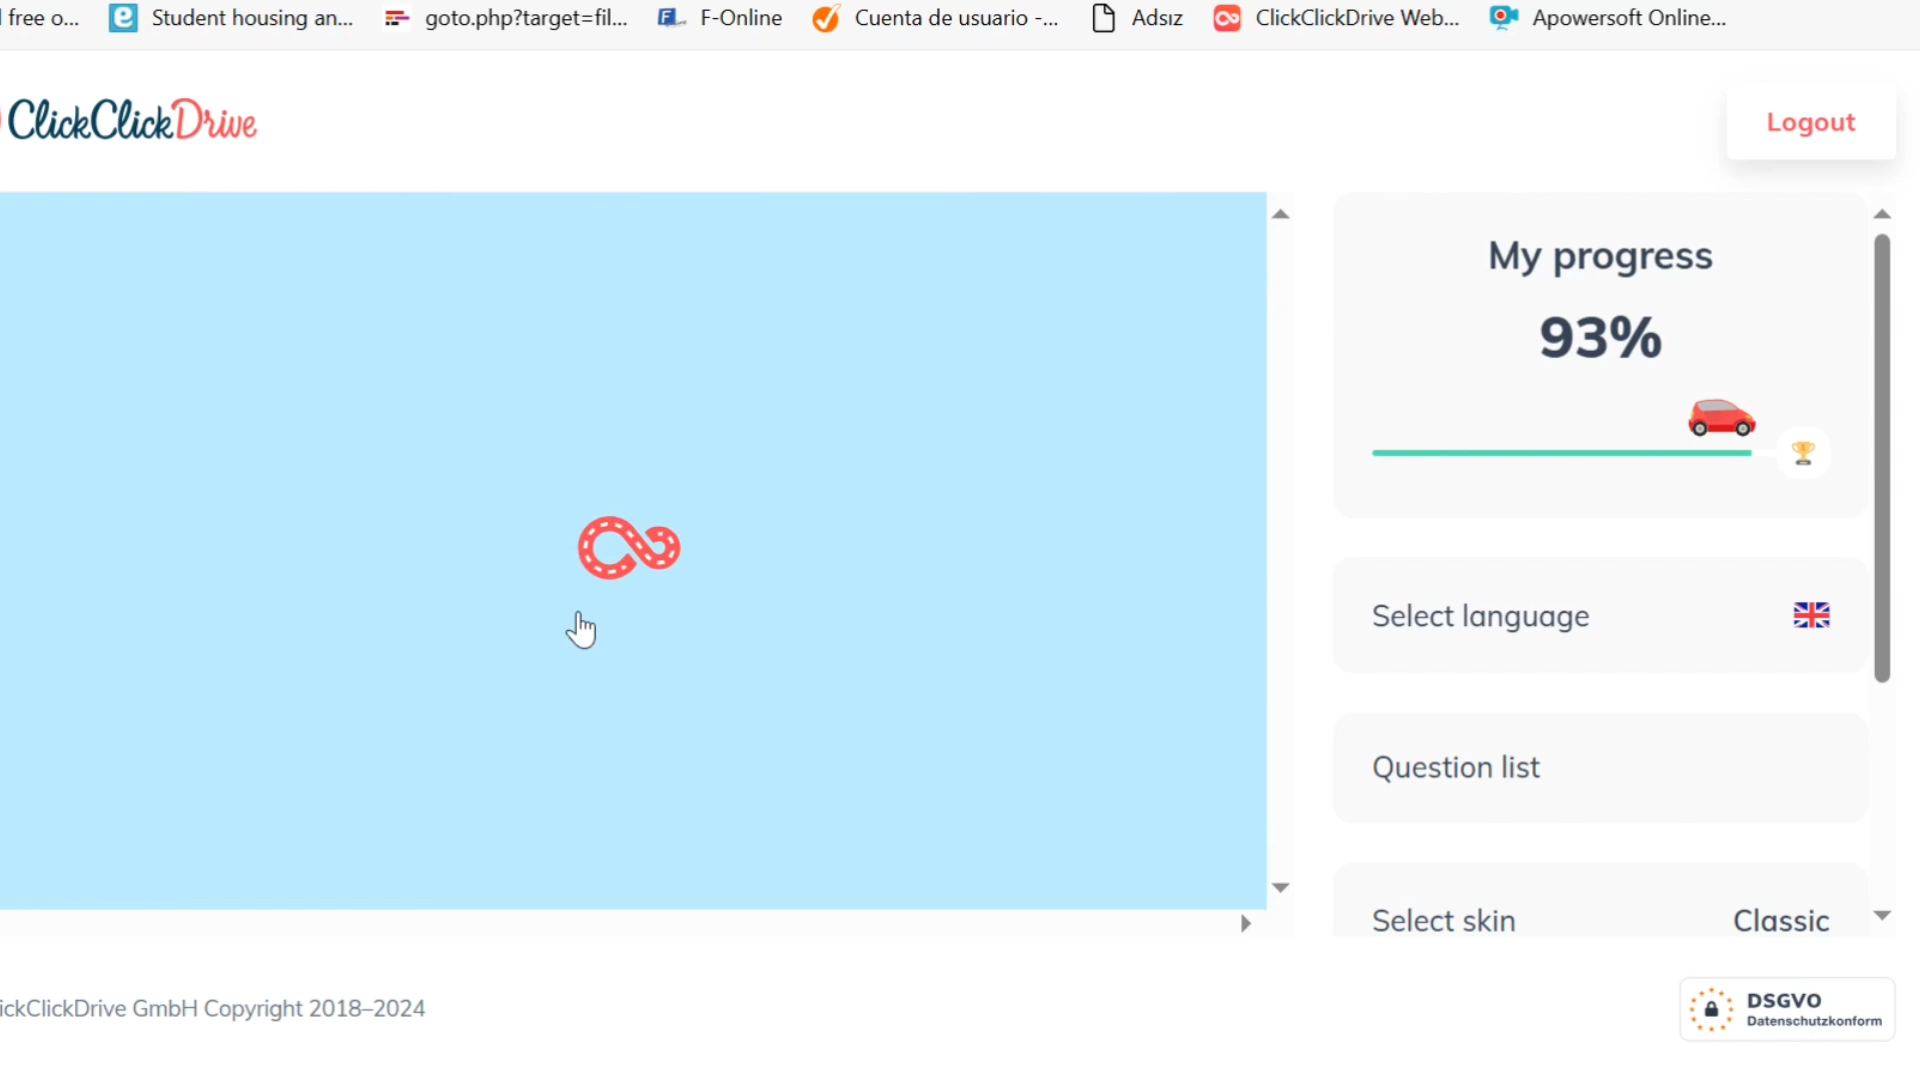 free o...
Student housing an...
goto.php?target=fil...
F-Online
Cuenta de usuario -...
Adsız
ClickClickDrive Web...
Apowersoft Online...
ClickClickDrive
Logout
My progress
93%
Select language
Question list
Select skin
Classic
ickClickDrive GmbH Copyright 2018–2024
DSGVO
Datenschutzkonform